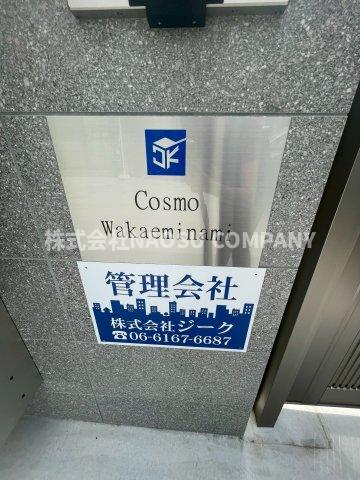 Cosmo
Wakaeminami
株式会社NAOSU COMPANY
管理会社
株式会社ジーク
☎06-6167-6687